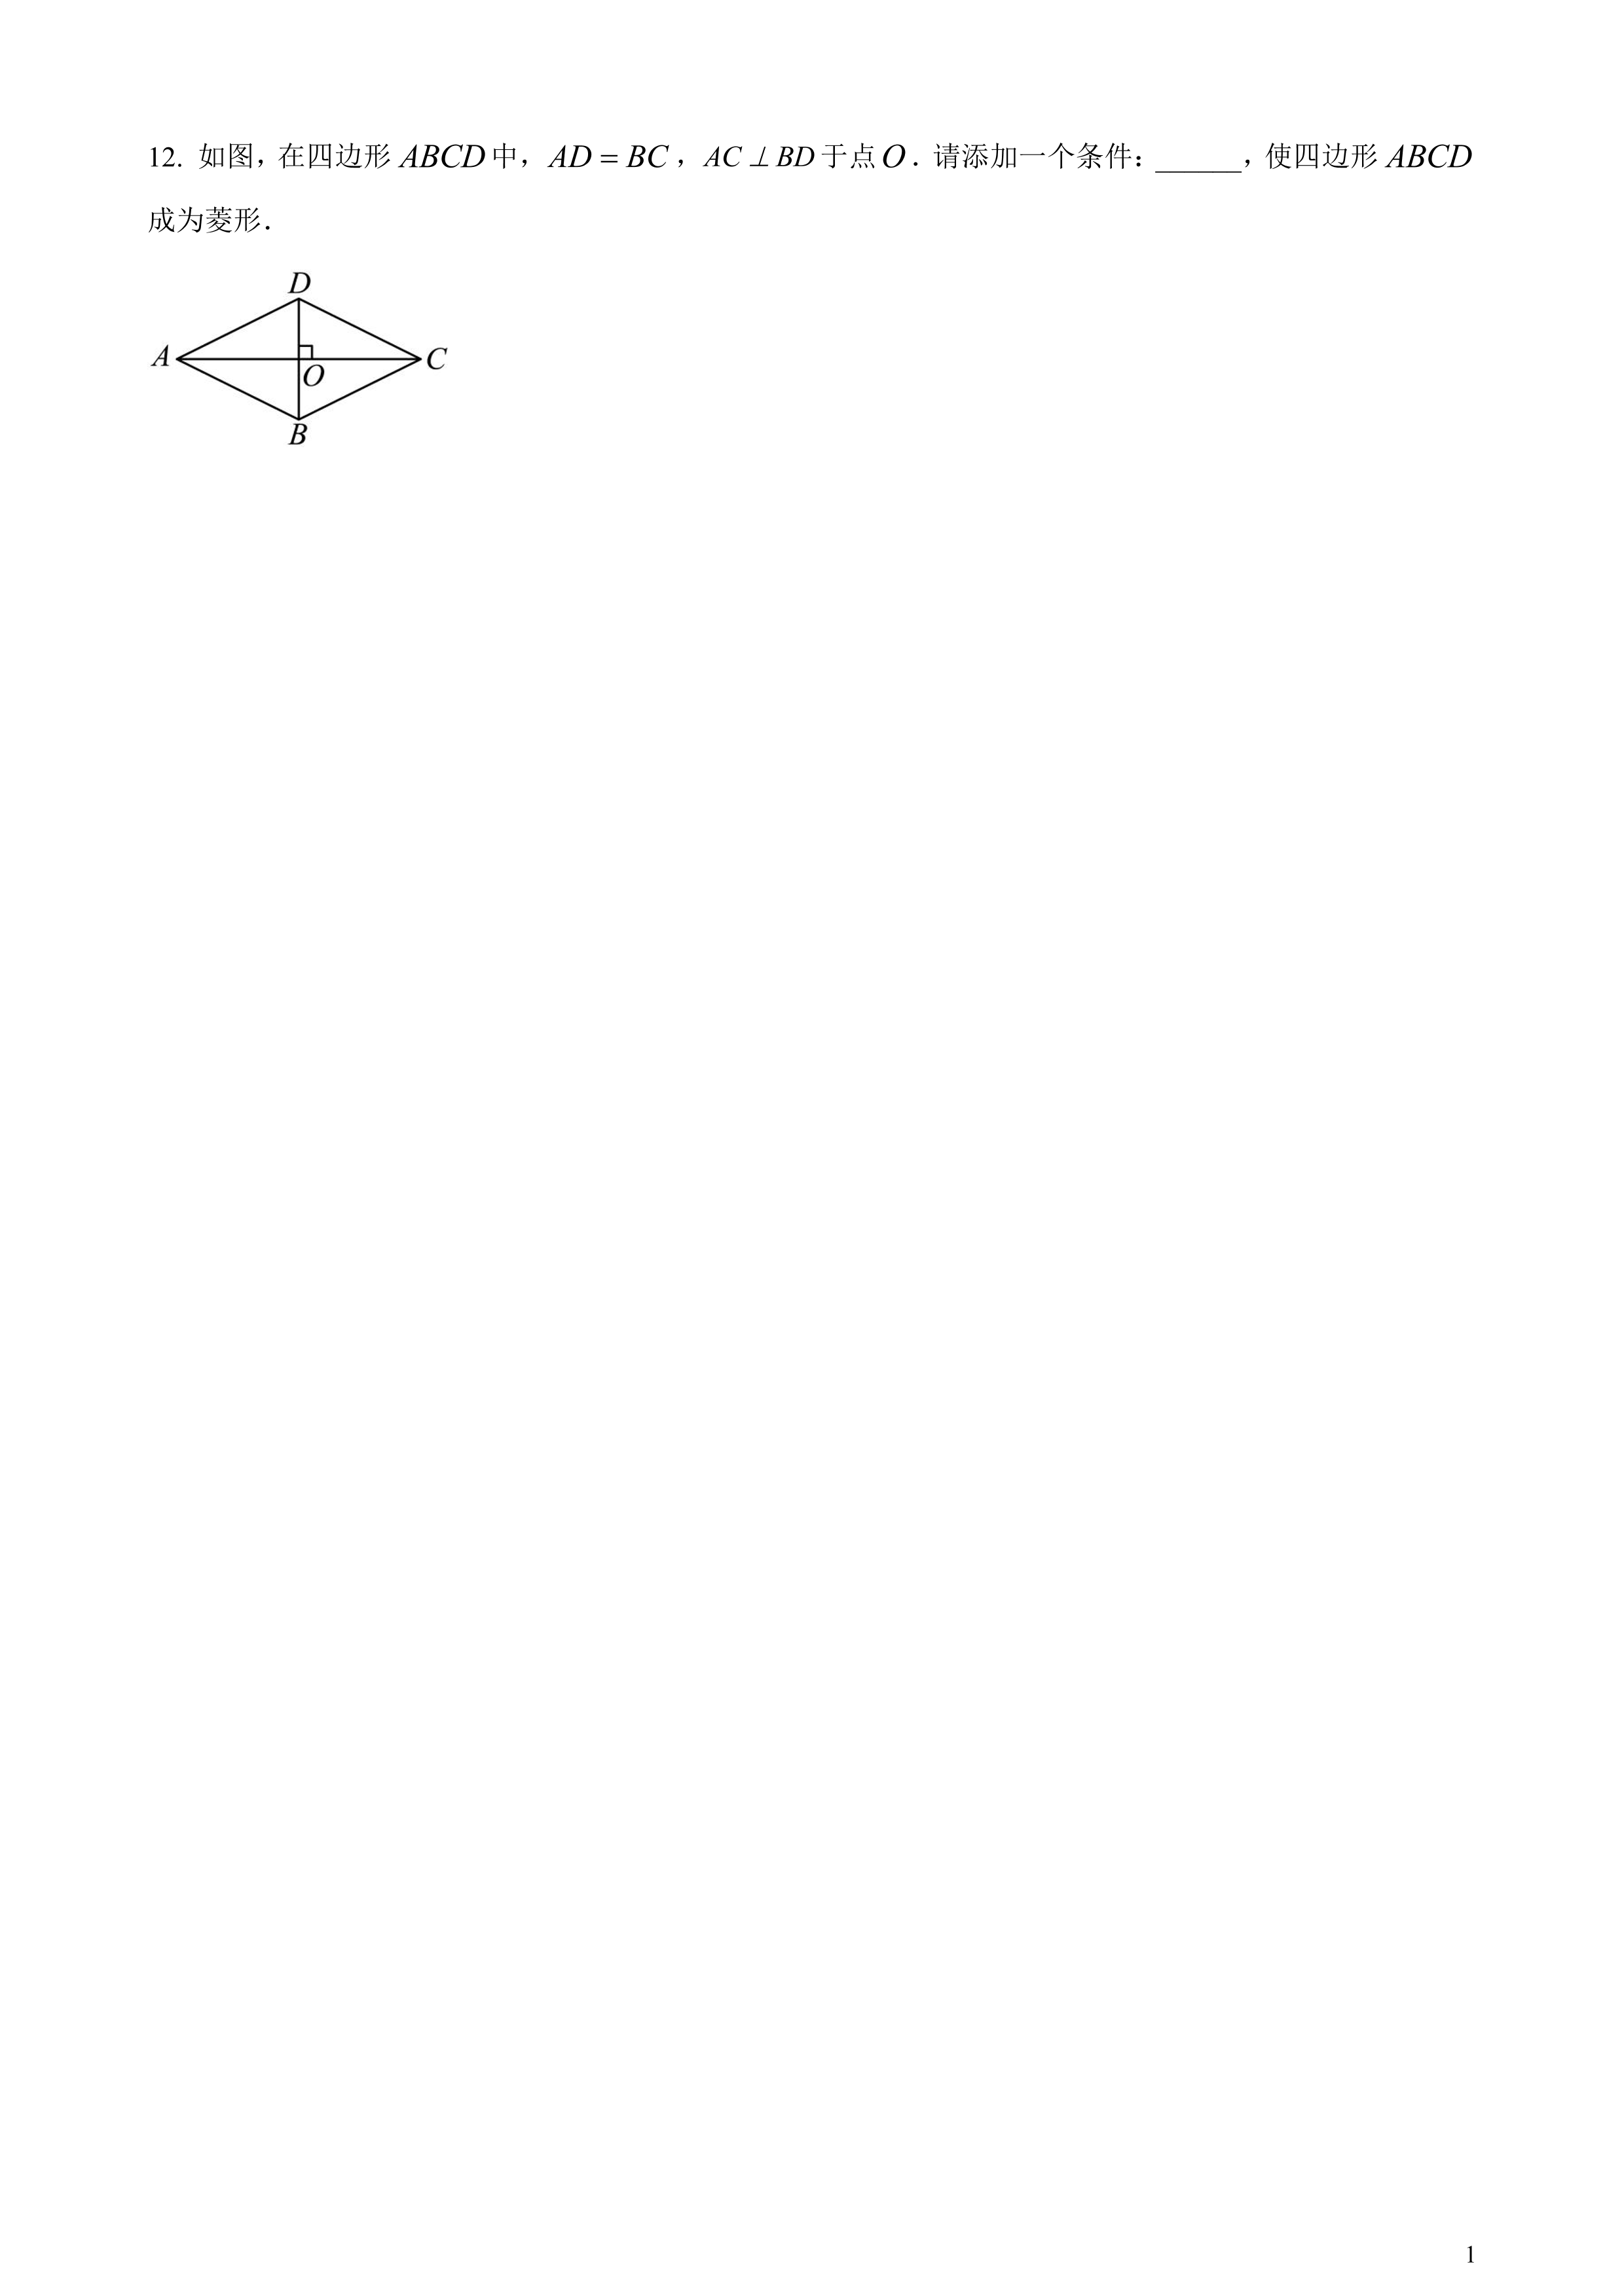 12. 如图，在四边形 ABCD 中，AD = BC，AC ⊥ BD 于点 O．请添加一个条件：______，使四边形 ABCD
成为菱形．
D
A
C
O
B
1